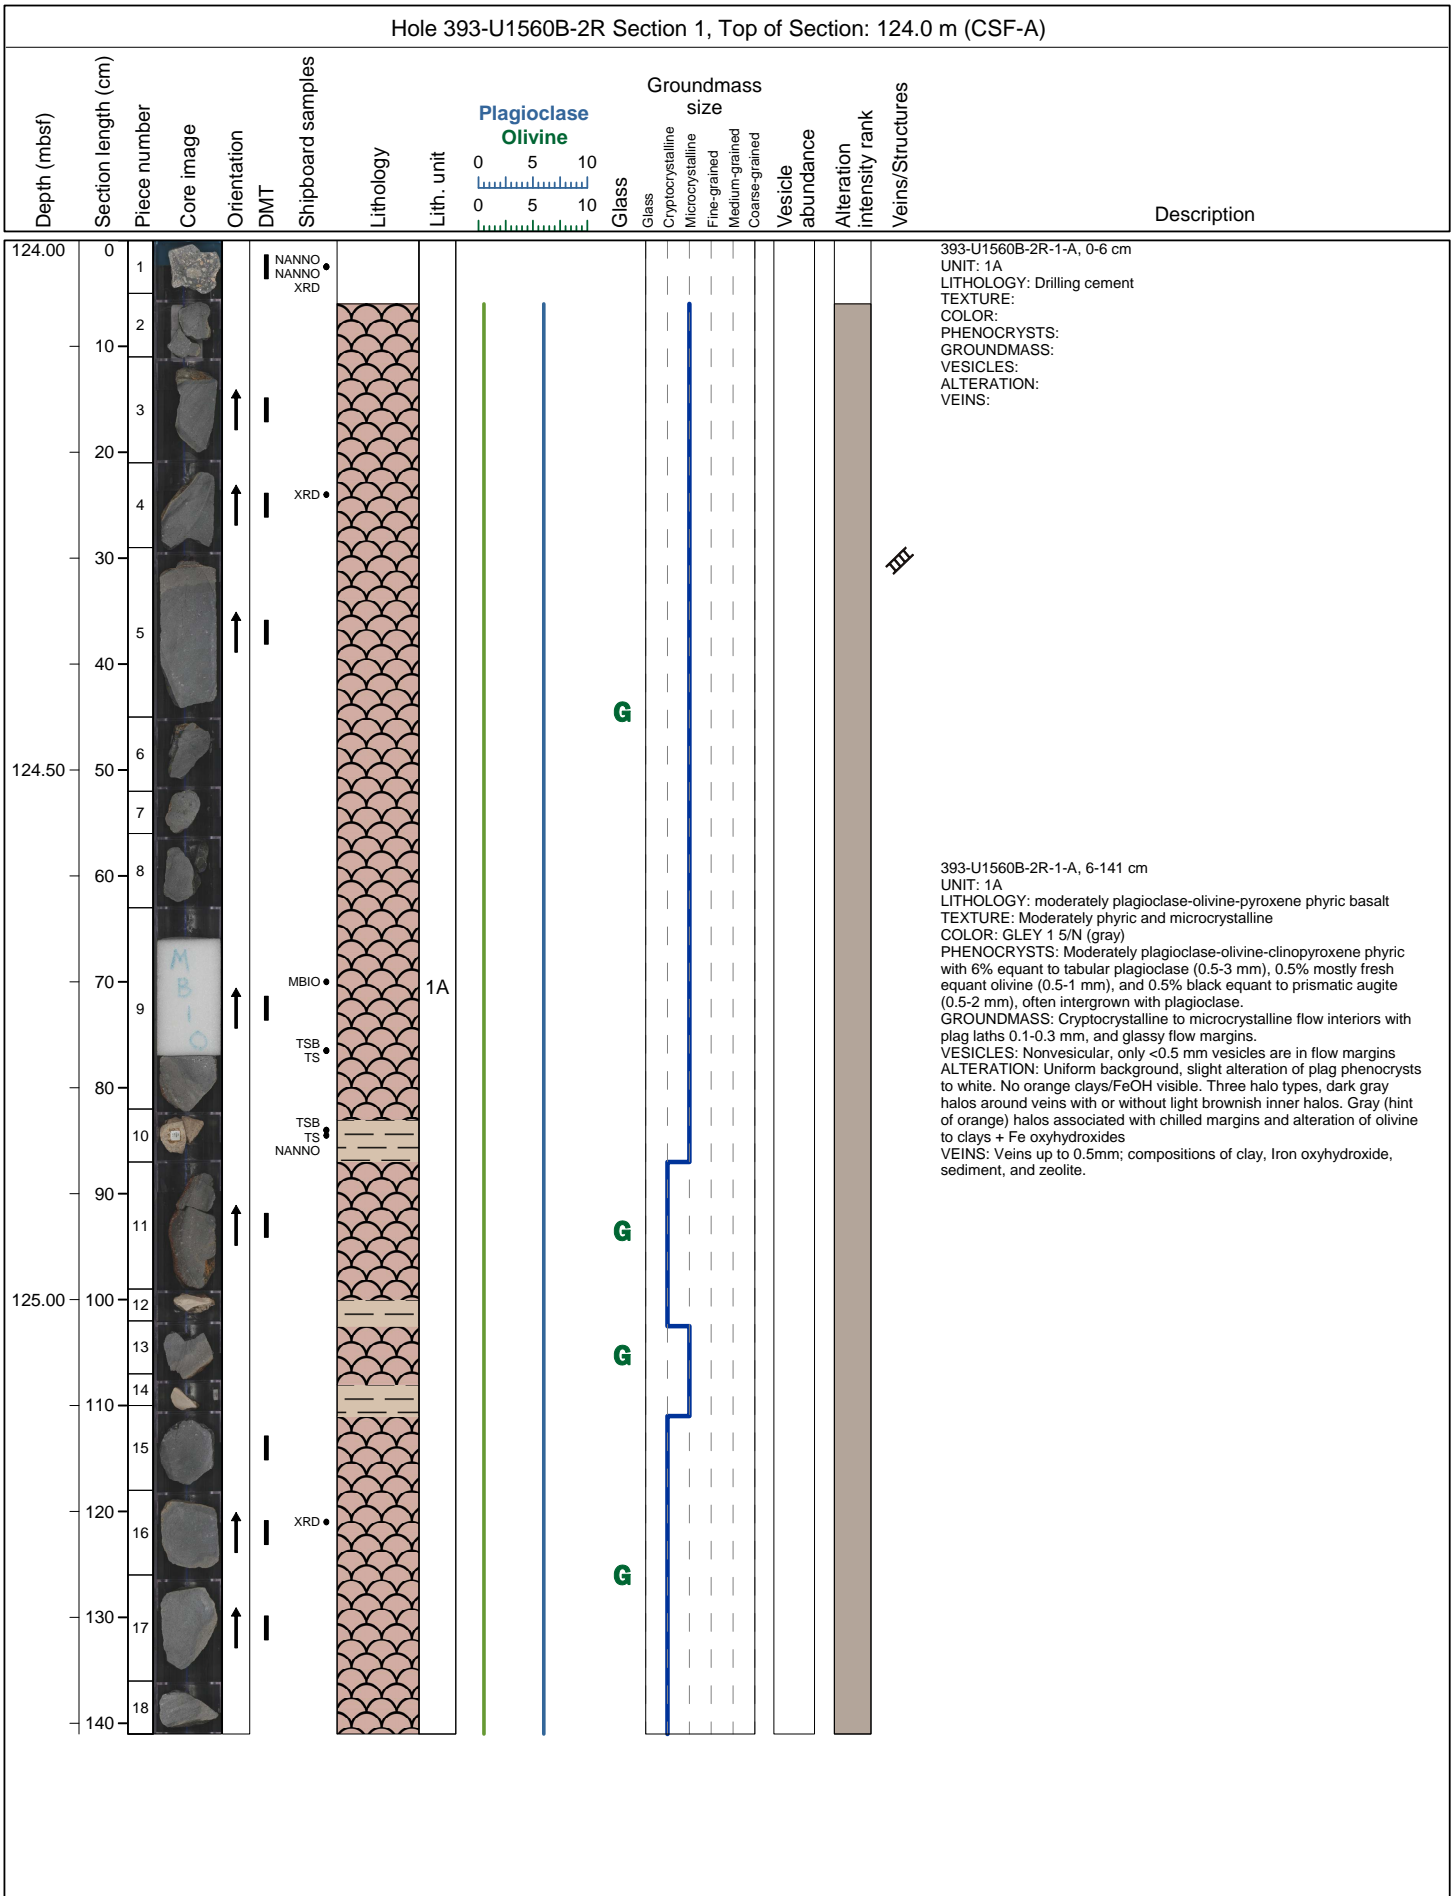 Hole 393-U1560B-2R Section 1, Top of Section: 124.0 m (CSF-A)
Depth (mbsf)
Section length (cm)
Piece number
Core image
Orientation
DMT
Shipboard samples
Lithology
Lith. unit
Plagioclase
Olivine
0 5 10
0 5 10
Glass
Groundmass
size
Glass
Cryptocrystalline
Microcrystalline
Fine-grained
Medium-grained
Coarse-grained
Vesicle
abundance
Alteration
intensity rank
Veins/Structures
Description
124.00
124.50
125.00
0
10
20
30
40
50
60
70
80
90
100
110
120
130
140
1
2
3
4
5
6
7
8
9
10
11
12
13
14
15
16
17
18
M
B
I
O
NANNO
NANNO
XRD
XRD
MBIO
TSB
TS
TSB
TS
NANNO
XRD
1A
G
G
G
G
393-U1560B-2R-1-A, 0-6 cm
UNIT: 1A
LITHOLOGY: Drilling cement
TEXTURE:
COLOR:
PHENOCRYSTS:
GROUNDMASS:
VESICLES:
ALTERATION:
VEINS:
393-U1560B-2R-1-A, 6-141 cm
UNIT: 1A
LITHOLOGY: moderately plagioclase-olivine-pyroxene phyric basalt
TEXTURE: Moderately phyric and microcrystalline
COLOR: GLEY 1 5/N (gray)
PHENOCRYSTS: Moderately plagioclase-olivine-clinopyroxene phyric
with 6% equant to tabular plagioclase (0.5-3 mm), 0.5% mostly fresh
equant olivine (0.5-1 mm), and 0.5% black equant to prismatic augite
(0.5-2 mm), often intergrown with plagioclase.
GROUNDMASS: Cryptocrystalline to microcrystalline flow interiors with
plag laths 0.1-0.3 mm, and glassy flow margins.
VESICLES: Nonvesicular, only <0.5 mm vesicles are in flow margins
ALTERATION: Uniform background, slight alteration of plag phenocrysts
to white. No orange clays/FeOH visible. Three halo types, dark gray
halos around veins with or without light brownish inner halos. Gray (hint
of orange) halos associated with chilled margins and alteration of olivine
to clays + Fe oxyhydroxides
VEINS: Veins up to 0.5mm; compositions of clay, Iron oxyhydroxide,
sediment, and zeolite.